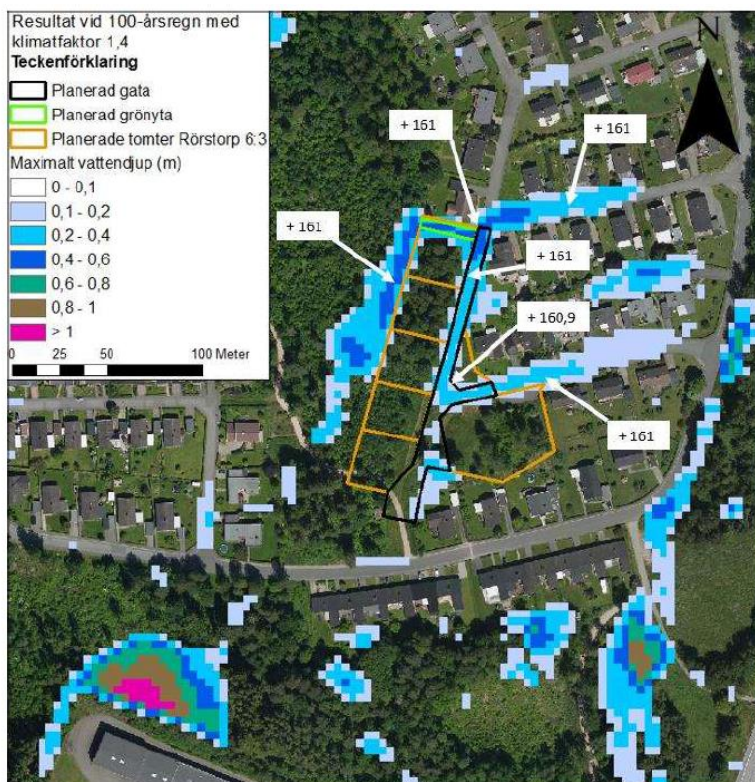 Resultat vid 100-årsregn med
klimatfaktor 1,4
Teckenförklaring
Planerad gata
Planerad grönyta
Planerade tomter Rörstorp 6:3
Maximalt vattendjup (m)
0 - 0,1
0,1 - 0,2
0,2 - 0,4
0,4 - 0,6
0,6 - 0,8
0,8 - 1
> 1
0 25 50 100 Meter
N
+ 161
+ 161
+ 161
+ 161
+ 160,9
+ 161